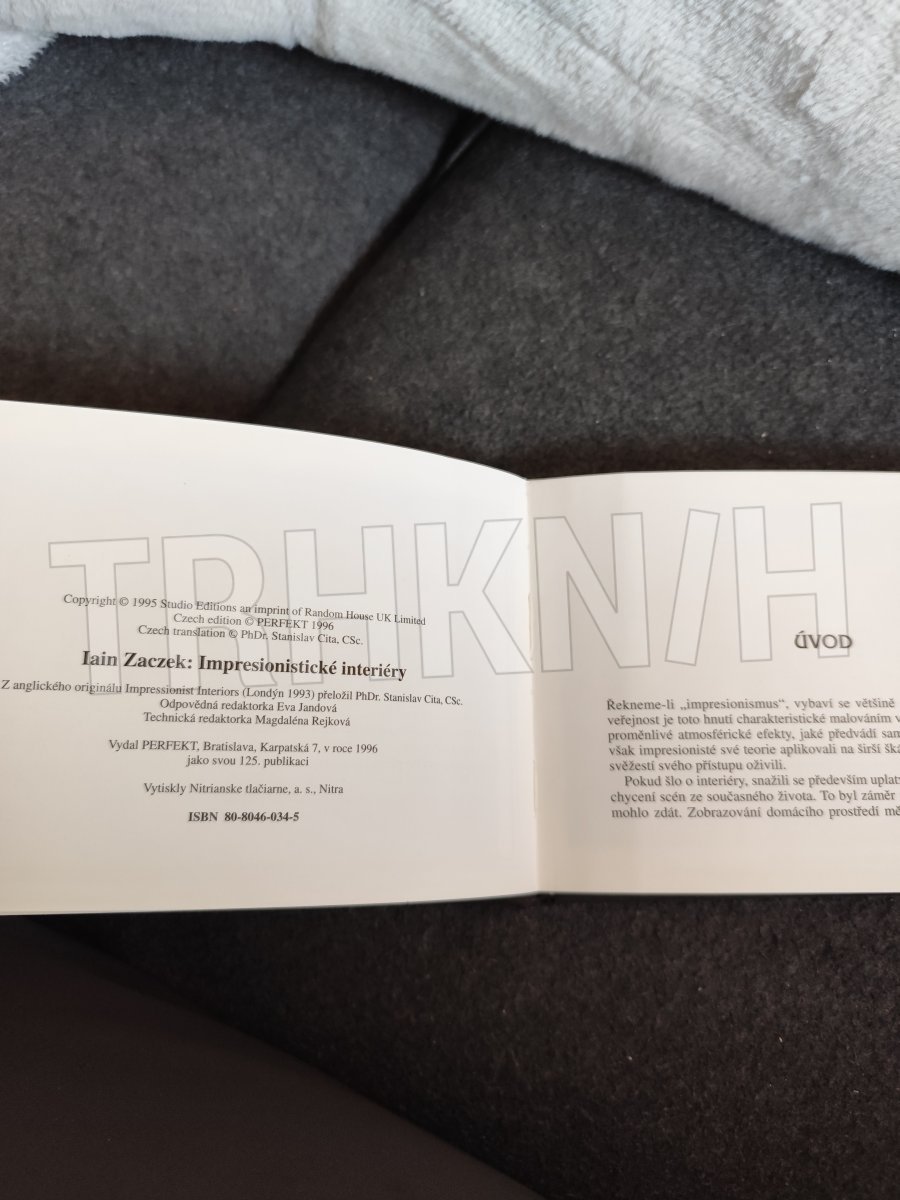 TRHKN/H
Copyright © 1995 Studio Editions an imprint of Random House UK Limited
Czech edition © PERFEKT 1996
Czech translation © PhDr. Stanislav Cita, CSc.
Iain Zaczek: Impresionistické interiéry
Z anglického originálu Impressionist Interiors (Londýn 1993) přeložil PhDr. Stanislav Cita, CSc.
Odpovědná redaktorka Eva Jandová
Technická redaktorka Magdaléna Rejková
Vydal PERFEKT, Bratislava, Karpatská 7, v roce 1996
jako svou 125. publikaci
Vytiskly Nitrianske tlačiarne, a. s., Nitra
ISBN 80-8046-034-5
ÚVOD
Řekneme-li „impresionismus“, vybaví se většině
veřejnost je toto hnutí charakteristické malováním v
proměnlivé atmosférické efekty, jaké předvádí sam
však impresionisté své teorie aplikovali na širší šká
svěžestí svého přístupu oživili.
Pokud šlo o interiéry, snažili se především uplat
chycení scén ze současného života. To byl záměr
mohlo zdát. Zobrazování domácího prostředí mě